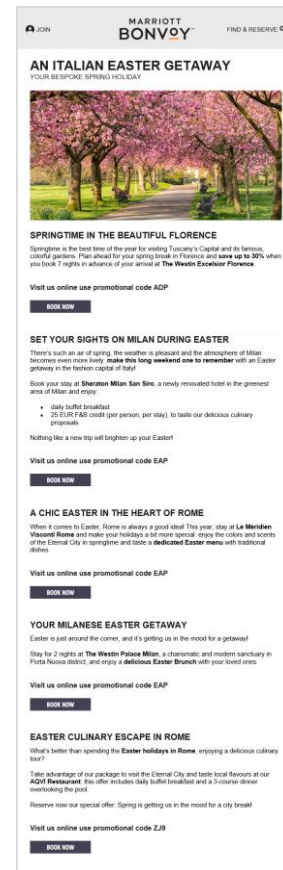 JOIN
MARRIOTT
BONVOY
FIND & RESERVE
AN ITALIAN EASTER GETAWAY
YOUR BESPOKE SPRING HOLIDAY
SPRINGTIME IN THE BEAUTIFUL FLORENCE
Springtime is the best time of the year for visiting Tuscany's Capital and its famous,
colorful gardens. Plan ahead for your spring break in Florence and save up to 30% when
you book 7 nights in advance of your arrival at The Westin Excelsior Florence.
Visit us online use promotional code ADP
BOOK NOW
SET YOUR SIGHTS ON MILAN DURING EASTER
There's such an air of spring, the weather is pleasant and the atmosphere of Milan
becomes even more lively: make this long weekend one to remember with an Easter
getaway in the fashion capital of Italy!
Book your stay at Sheraton Milan San Siro, a newly renovated hotel in the greenest
area of Milan and enjoy:
• daily buffet breakfast
• 25 EUR F&B credit (per person, per stay), to taste our delicious culinary
proposals.
Nothing like a new trip will brighten up your Easter!
Visit us online use promotional code EAP
BOOK NOW
A CHIC EASTER IN THE HEART OF ROME
When it comes to Easter, Rome is always a good idea! This year, stay at Le Méridien
Visconti Rome and make your holidays a bit more special: enjoy the colors and scents
of the Eternal City in springtime and taste a dedicated Easter menu with traditional
dishes.
Visit us online use promotional code EAP
BOOK NOW
YOUR MILANESE EASTER GETAWAY
Easter is just around the corner, and it's getting us in the mood for a getaway!
Stay for 2 nights at The Westin Palace Milan, a charismatic and modern sanctuary in
Porta Nuova district, and enjoy a delicious Easter Brunch with your loved ones.
Visit us online use promotional code EAP
BOOK NOW
EASTER CULINARY ESCAPE IN ROME
What's better than spending the Easter holidays in Rome, enjoying a delicious culinary
tour?
Take advantage of our package to visit the Eternal City and taste local flavours at our
AQVI Restaurant: this offer includes daily buffet breakfast and a 3-course dinner
overlooking the pool.
Reserve now our special offer: Spring is getting us in the mood for a city break!
Visit us online use promotional code ZJ9
BOOK NOW